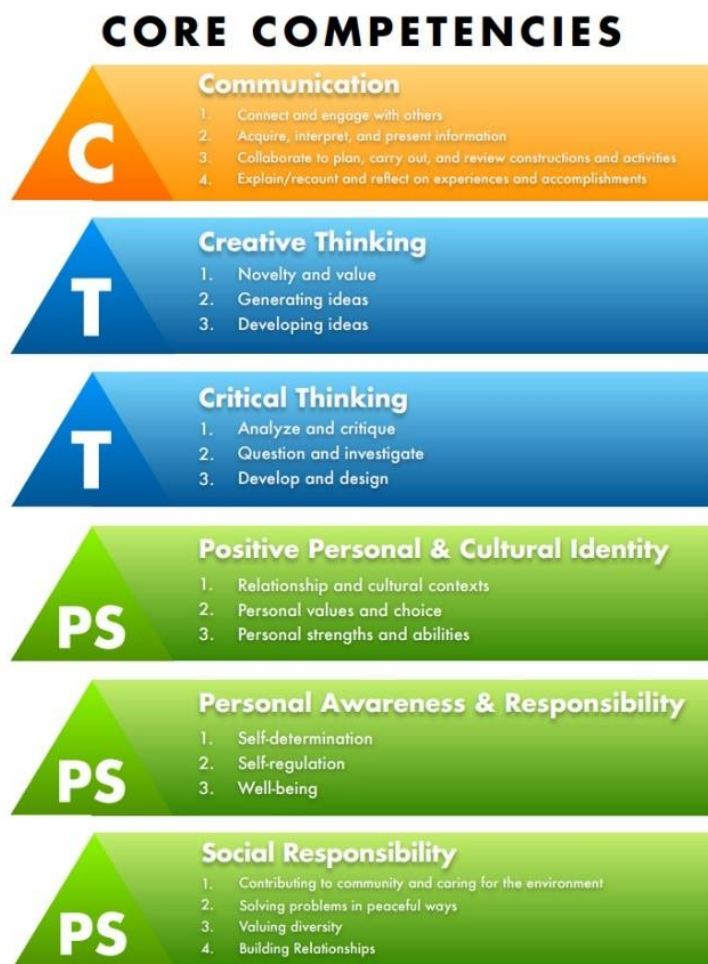 CORE COMPETENCIES
C
Communication
1. Connect and engage with others
2. Acquire, interpret, and present information
3. Collaborate to plan, carry out, and review constructions and activities
4. Explain/recount and reflect on experiences and accomplishments
T
Creative Thinking
1. Novelty and value
2. Generating ideas
3. Developing ideas
T
Critical Thinking
1. Analyze and critique
2. Question and investigate
3. Develop and design
PS
Positive Personal & Cultural Identity
1. Relationship and cultural contexts
2. Personal values and choice
3. Personal strengths and abilities
PS
Personal Awareness & Responsibility
1. Self-determination
2. Self-regulation
3. Well-being
PS
Social Responsibility
1. Contributing to community and caring for the environment
2. Solving problems in peaceful ways
3. Valuing diversity
4. Building Relationships